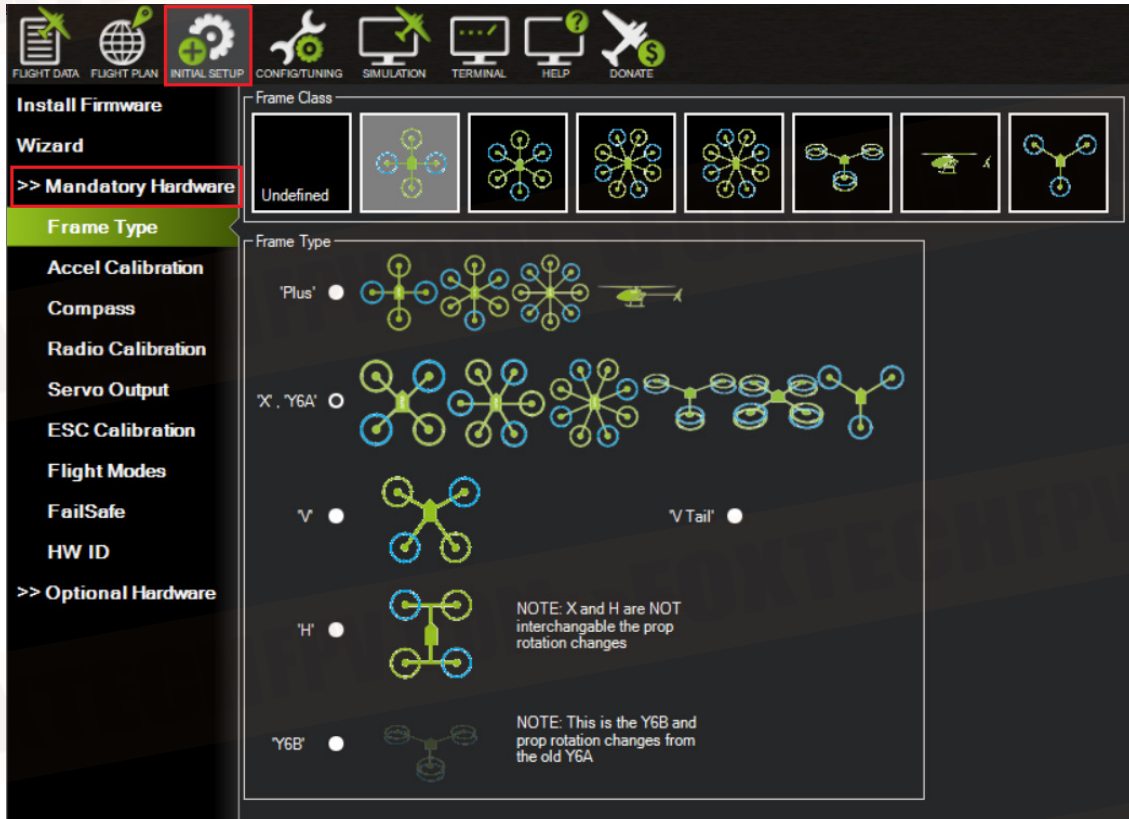 FLIGHT DATA FLIGHT PLAN INITIAL SETUP CONFIG/TUNING SIMULATION TERMINAL HELP DONATE
Install Firmware
Wizard
>> Mandatory Hardware
Frame Type
Accel Calibration
Compass
Radio Calibration
Servo Output
ESC Calibration
Flight Modes
FailSafe
HW ID
>> Optional Hardware
Frame Class
Undefined
Frame Type
'Plus'
'X', 'Y6A'
'V'
'V Tail'
'H'
NOTE: X and H are NOT
interchangable the prop
rotation changes
'Y6B'
NOTE: This is the Y6B and
prop rotation changes from
the old Y6A